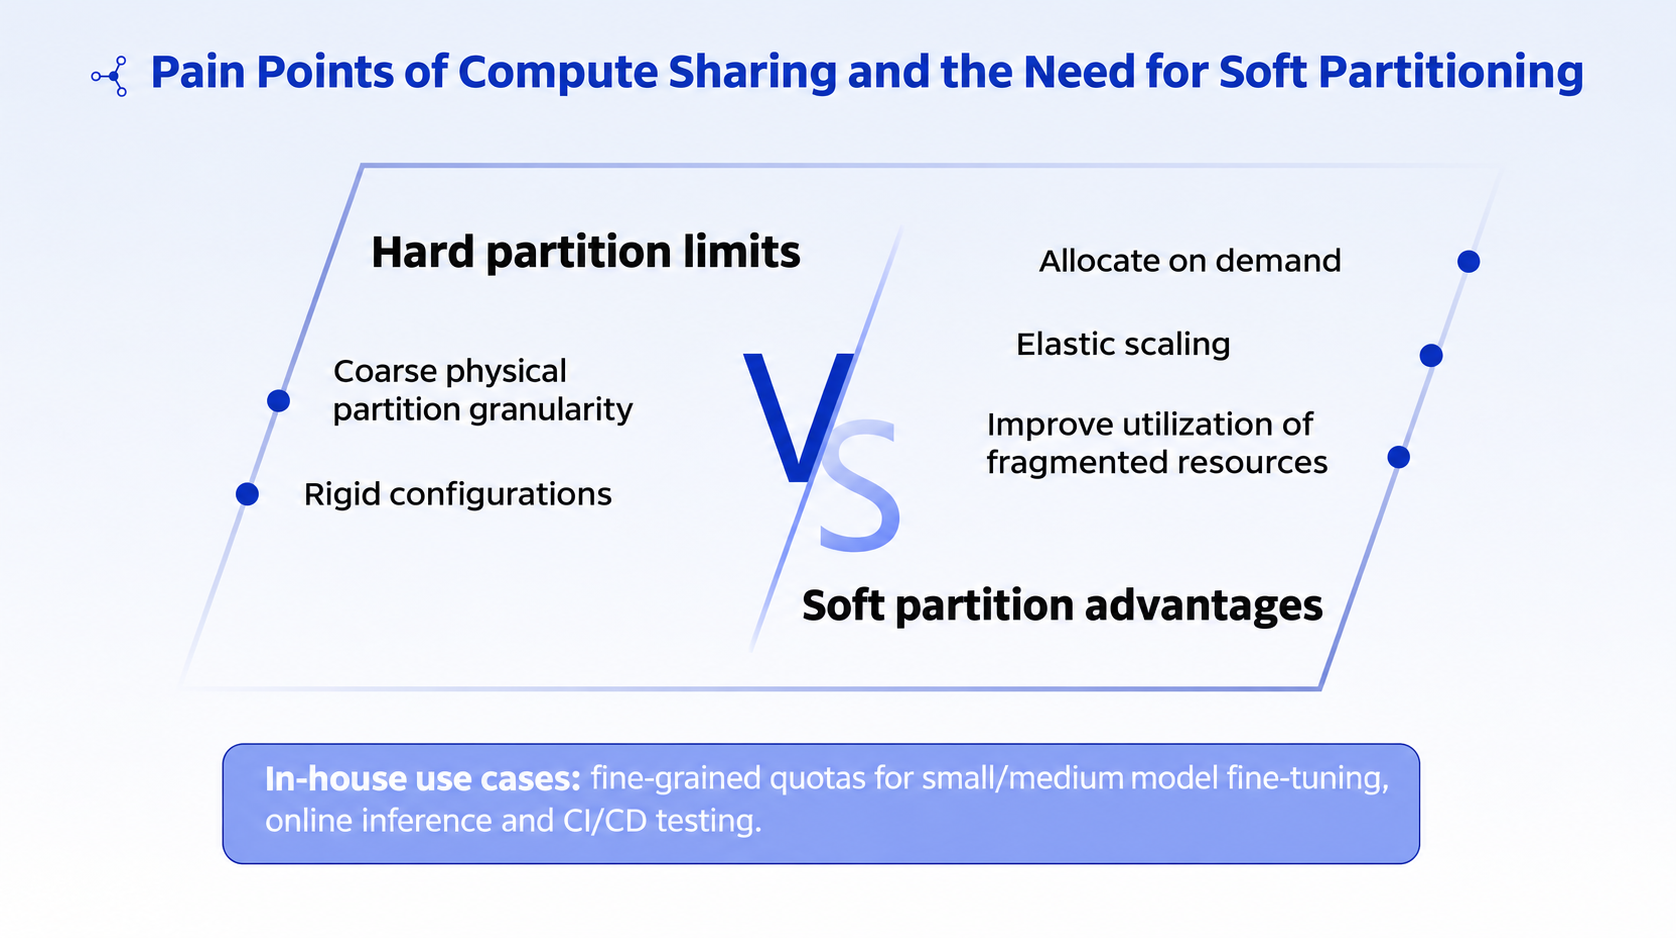 Pain Points of Compute Sharing and the Need for Soft Partitioning
Hard partition limits
Coarse physical
partition granularity
Rigid configurations
VS
Allocate on demand
Elastic scaling
Improve utilization of
fragmented resources
Soft partition advantages
In-house use cases: fine-grained quotas for small/medium model fine-tuning,
online inference and CI/CD testing.